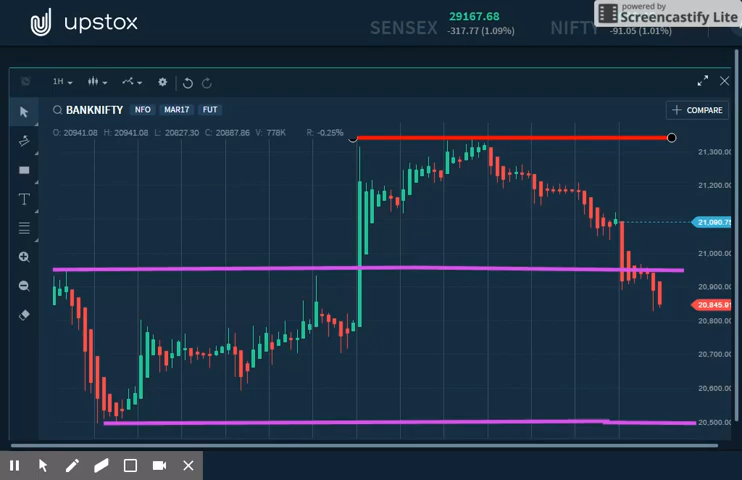 powered by
Screencastify Lite
upstox
SENSEX 29167.68 -317.77 (1.09%) NIFTY -91.05 (1.01%)
1H
BANKNIFTY NFO MAR17 FUT COMPARE
O: 20941.08 H: 20941.08 L: 20827.30 C: 20887.86 V: 778K R: -0.25%
21,300.00
21,200.00
21,090.75
21,000.00
20,900.00
20,845.91
20,800.00
20,700.00
20,600.00
20,500.00
T